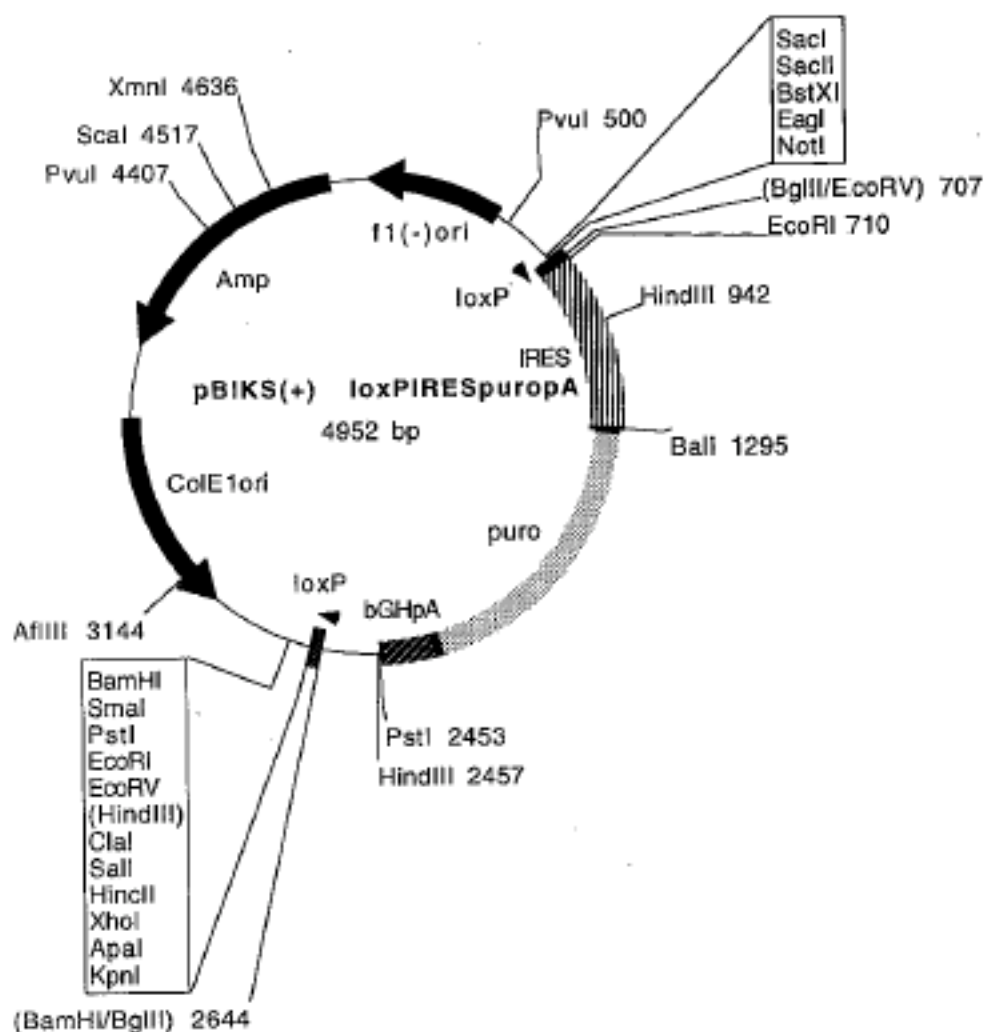 SacI
SacII
BstXI
EagI
NotI
XmnI 4636
ScaI 4517
PvuI 4407
PvuI 500
(BglII/EcoRV) 707
EcoRI 710
f1(-)ori
Amp
loxP
HindIII 942
IRES
pBlKS(+) loxPIRESpuropA
4952 bp
BalI 1295
ColE1ori
puro
loxP
bGHpA
AflIII 3144
BamHI
SmaI
PstI
EcoRI
EcoRV
(HindIII)
ClaI
SalI
HincII
XhoI
ApaI
KpnI
PstI 2453
HindIII 2457
(BamHI/BglII) 2644